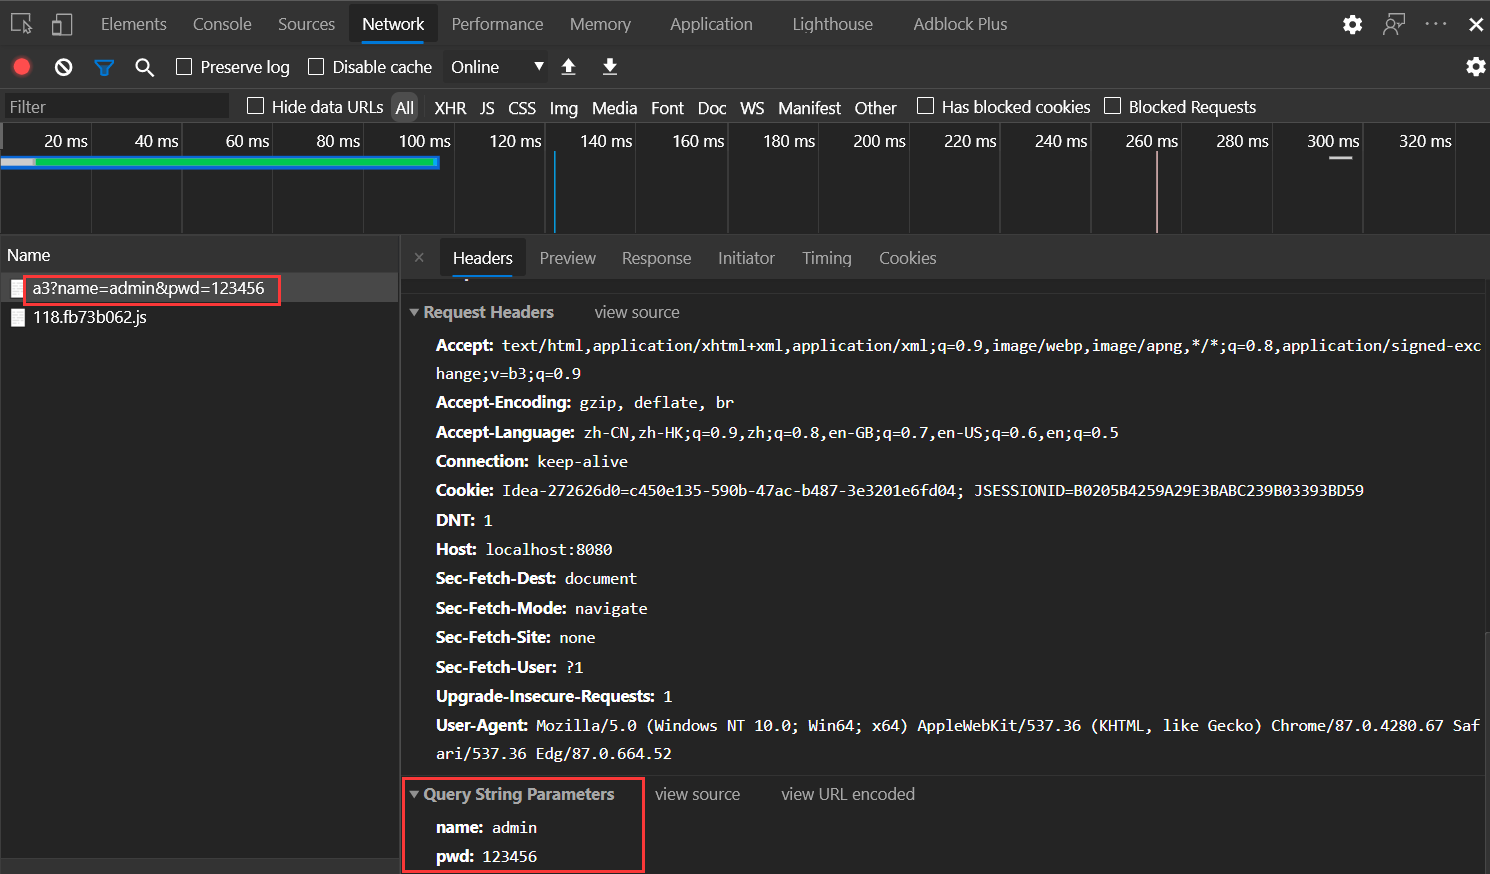 Elements Console Sources Network Performance Memory Application Lighthouse Adblock Plus
Preserve log Disable cache Online
Filter Hide data URLs All XHR JS CSS Img Media Font Doc WS Manifest Other Has blocked cookies Blocked Requests
20 ms 40 ms 60 ms 80 ms 100 ms 120 ms 140 ms 160 ms 180 ms 200 ms 220 ms 240 ms 260 ms 280 ms 300 ms 320 ms
Name
a3?name=admin&pwd=123456
118.fb73b062.js
× Headers Preview Response Initiator Timing Cookies
Request Headers view source
Accept: text/html,application/xhtml+xml,application/xml;q=0.9,image/webp,image/apng,*/*;q=0.8,application/signed-exc
hange;v=b3;q=0.9
Accept-Encoding: gzip, deflate, br
Accept-Language: zh-CN,zh-HK;q=0.9,zh;q=0.8,en-GB;q=0.7,en-US;q=0.6,en;q=0.5
Connection: keep-alive
Cookie: Idea-272626d0=c450e135-590b-47ac-b487-3e3201e6fd04; JSESSIONID=B0205B4259A29E3BABC239B03393BD59
DNT: 1
Host: localhost:8080
Sec-Fetch-Dest: document
Sec-Fetch-Mode: navigate
Sec-Fetch-Site: none
Sec-Fetch-User: ?1
Upgrade-Insecure-Requests: 1
User-Agent: Mozilla/5.0 (Windows NT 10.0; Win64; x64) AppleWebKit/537.36 (KHTML, like Gecko) Chrome/87.0.4280.67 Saf
ari/537.36 Edg/87.0.664.52
Query String Parameters view source view URL encoded
name: admin
pwd: 123456